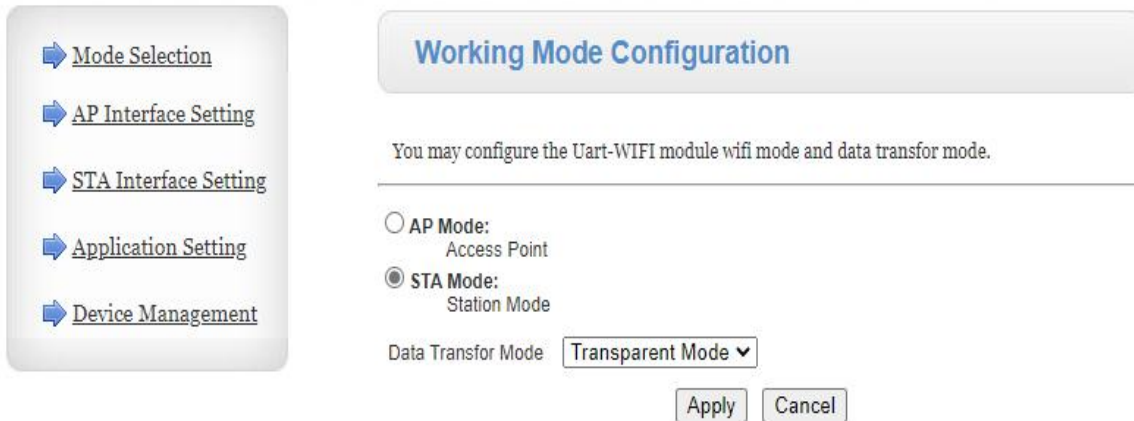 Mode Selection
AP Interface Setting
STA Interface Setting
Application Setting
Device Management
Working Mode Configuration
You may configure the Uart-WIFI module wifi mode and data transfor mode.
AP Mode:
Access Point
STA Mode:
Station Mode
Data Transfor Mode Transparent Mode
Apply Cancel